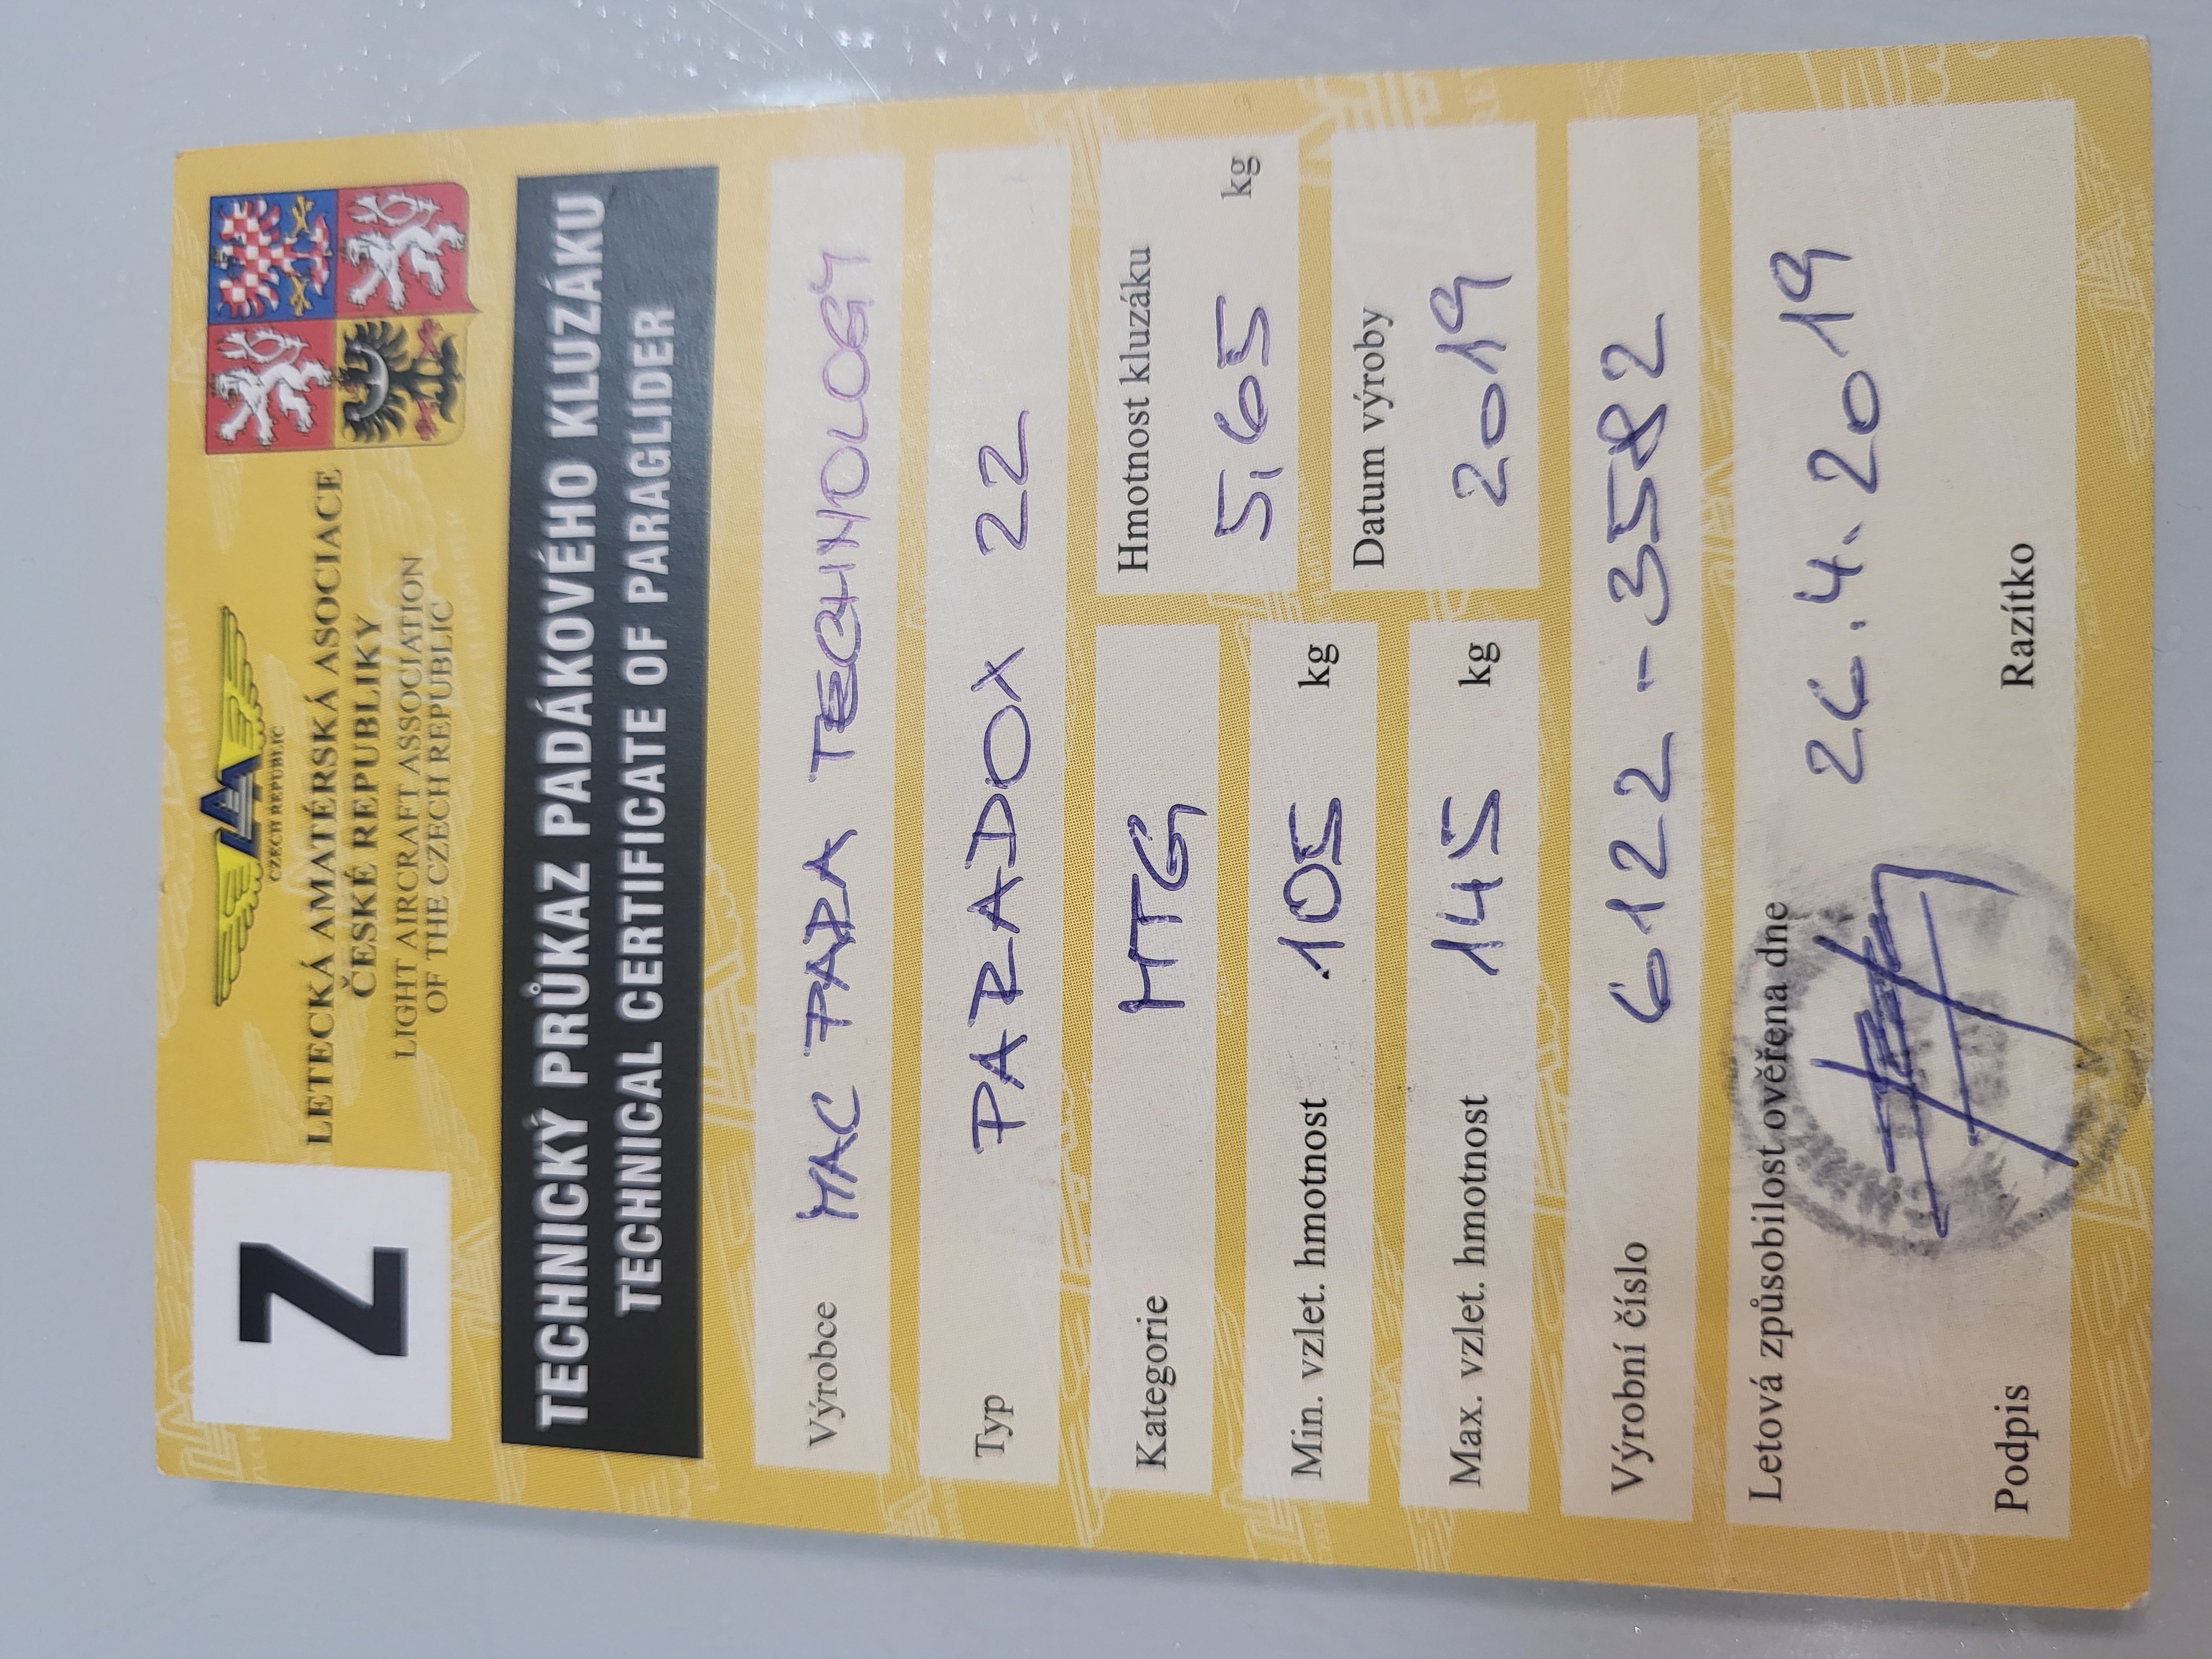 Z
LAA
CZECH REPUBLIC
LETECKÁ AMATÉRSKÁ ASOCIACE
ČESKÉ REPUBLIKY
LIGHT AIRCRAFT ASSOCIATION
OF THE CZECH REPUBLIC
TECHNICKÝ PRŮKAZ PADÁKOVÉHO KLUZÁKU
TECHNICAL CERTIFICATE OF PARAGLIDER
Výrobce MAC PARA TECHNOLOGY
Typ PARADOX 22
Kategorie MTG
Hmotnost kluzáku 5,65 kg
Min. vzlet. hmotnost 105 kg
Datum výroby 2019
Max. vzlet. hmotnost 145 kg
Výrobní číslo 6122-3582
Letová způsobilost ověřena dne 26.4.2019
Podpis Razítko